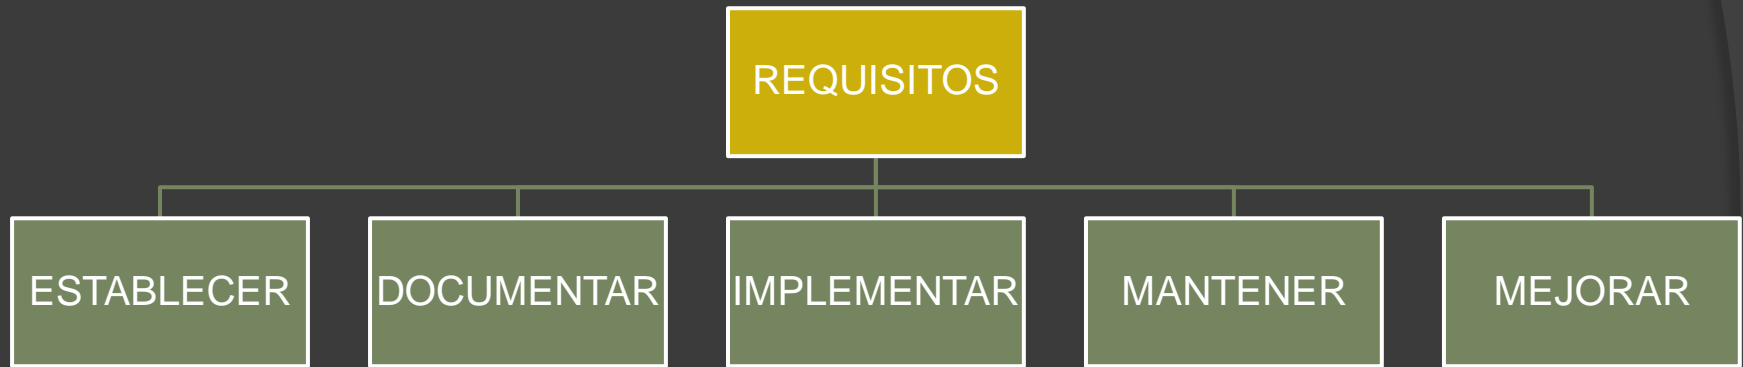 REQUISITOS
ESTABLECER
DOCUMENTAR
IMPLEMENTAR
MANTENER
MEJORAR